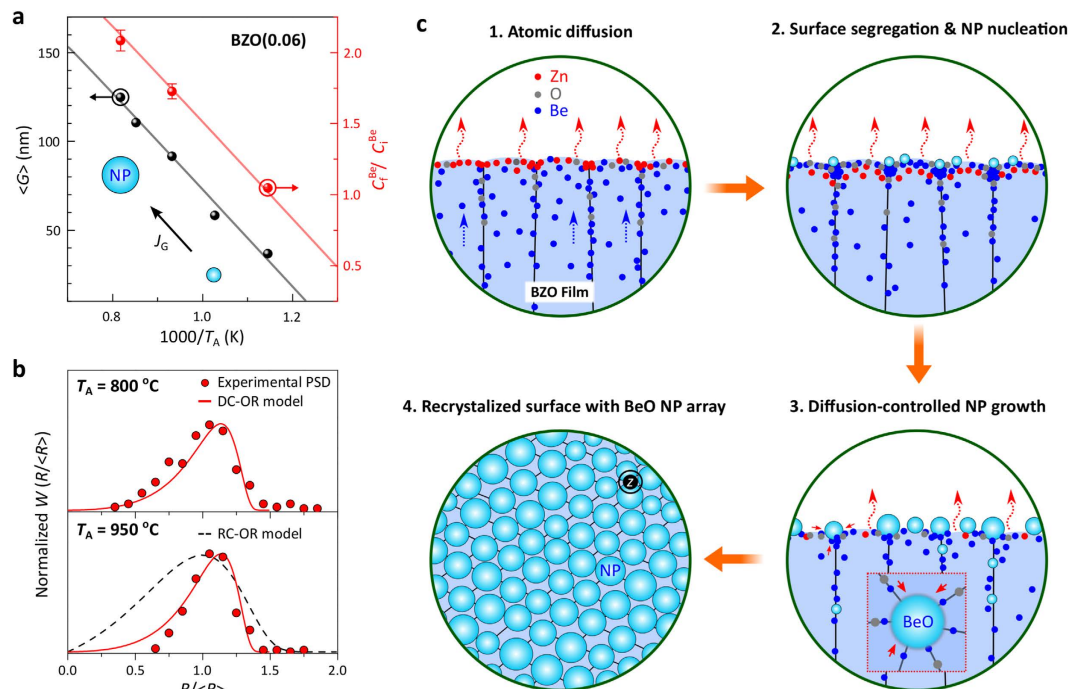 a
BZO(0.06)
150
100
50
<G> (nm)
NP
J_G
2.0
1.5
1.0
0.5
C_f^Be / C_i^Be
0.8
1.0
1.2
1000/T_A (K)
b
T_A = 800 °C
Experimental PSD
DC-OR model
T_A = 950 °C
RC-OR model
Normalized W (R/<R>)
0.0
0.5
1.0
1.5
2.0
c
1. Atomic diffusion
Zn
O
Be
BZO Film
2. Surface segregation & NP nucleation
3. Diffusion-controlled NP growth
BeO
4. Recrystalized surface with BeO NP array
z
NP